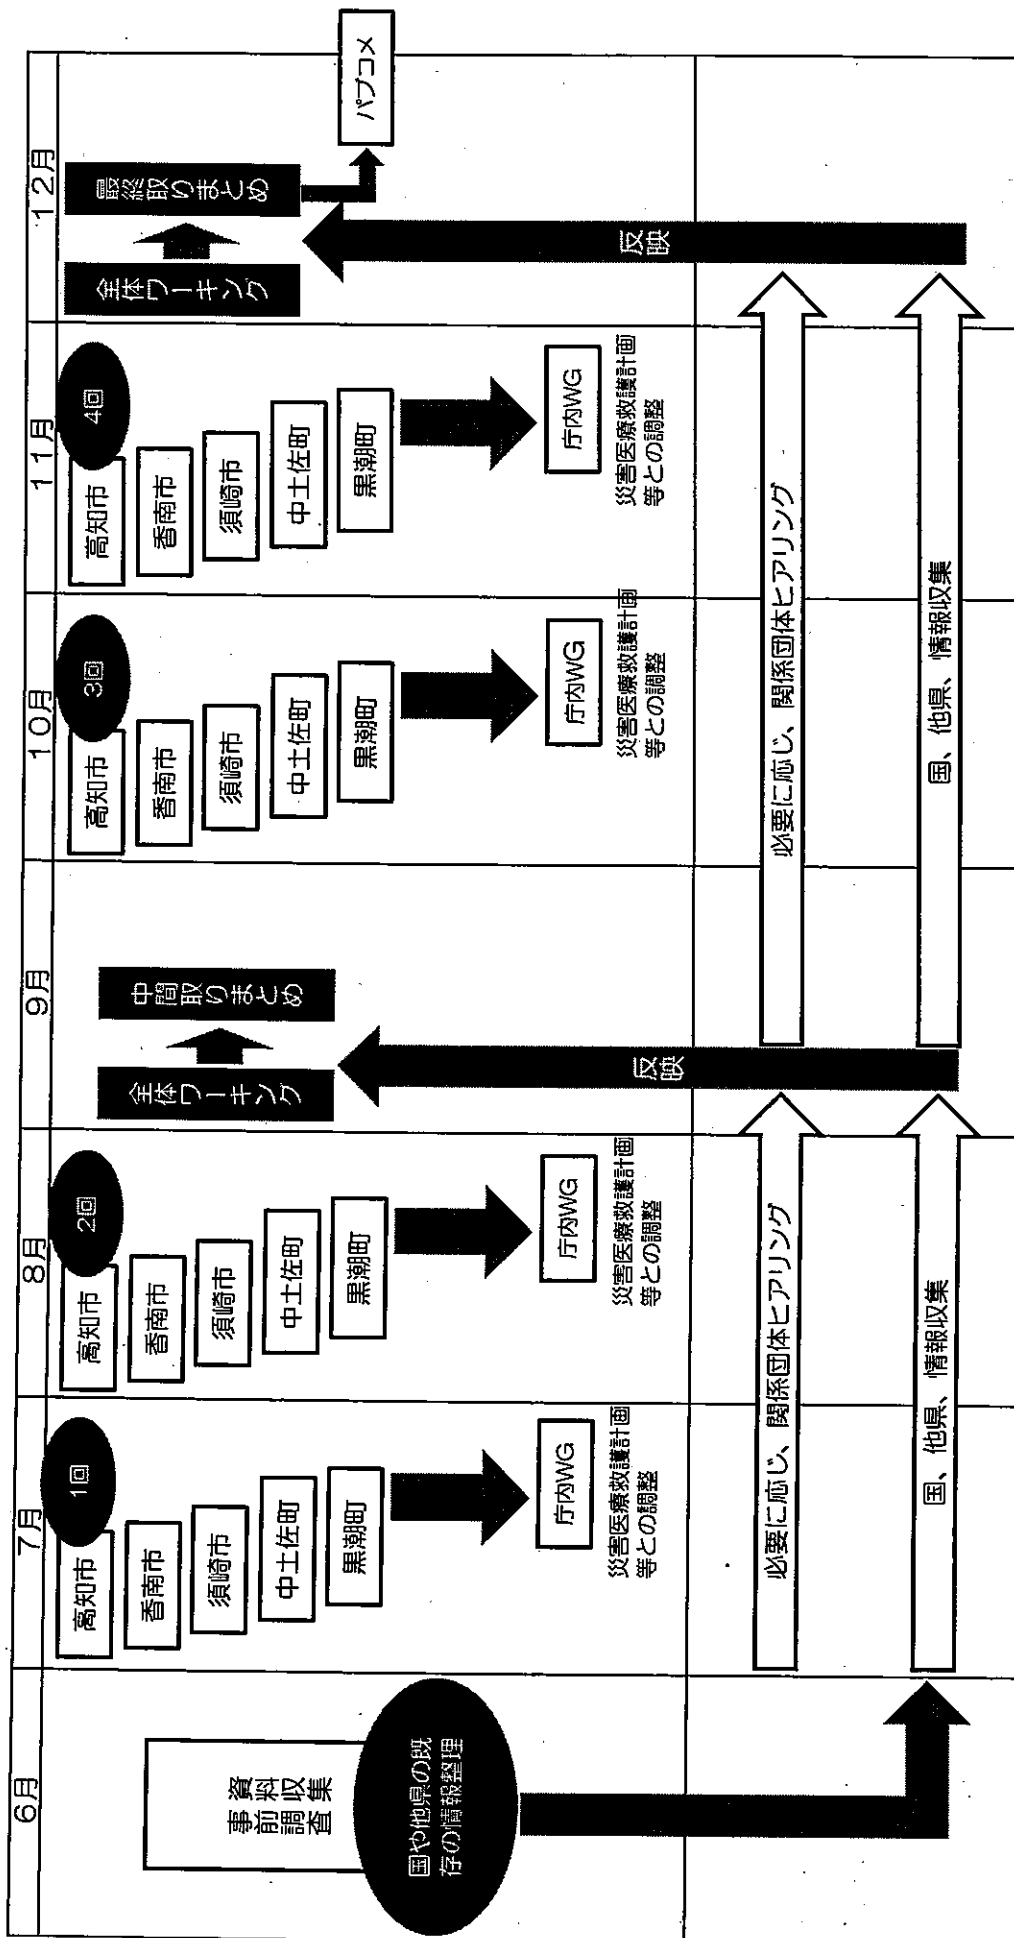 6月
資料収集
事前調査
国や他県の既
存の情報整理
7月
1回
高知市
香南市
須崎市
中土佐町
黒潮町
庁内WG
災害医療救護計画
等との調整
8月
2回
高知市
香南市
須崎市
中土佐町
黒潮町
庁内WG
災害医療救護計画
等との調整
必要に応じ、関係団体ヒアリング
国、他県、情報収集
9月
全体ワーキング
中間取りまとめ
反映
10月
3回
高知市
香南市
須崎市
中土佐町
黒潮町
庁内WG
災害医療救護計画
等との調整
11月
4回
高知市
香南市
須崎市
中土佐町
黒潮町
庁内WG
災害医療救護計画
等との調整
必要に応じ、関係団体ヒアリング
国、他県、情報収集
12月
全体ワーキング
最終取りまとめ
パブコメ
反映